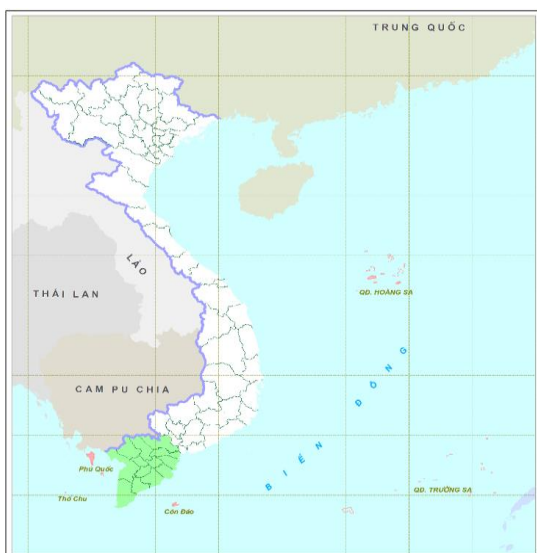 TRUNG QUỐC
LÀO
QĐ. HOÀNG SA
THÁI LAN
CAM PU CHIA
BIỂN ĐÔNG
Phú Quốc
Thổ Chu
Côn Đảo
QĐ. TRƯỜNG SA